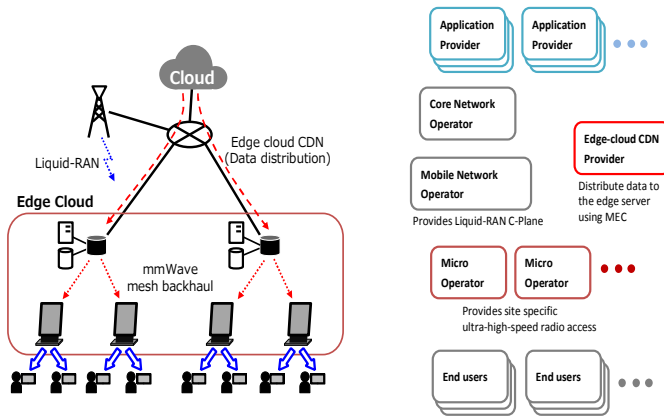 Cloud
Liquid-RAN
Edge cloud CDN
(Data distribution)
Edge Cloud
mmWave
mesh backhaul
Application
Provider
Application
Provider
Core Network
Operator
Edge-cloud CDN
Provider
Distribute data to
the edge server
using MEC
Mobile Network
Operator
Provides Liquid-RAN C-Plane
Micro
Operator
Micro
Operator
Provides site specific
ultra-high-speed radio access
End users
End users